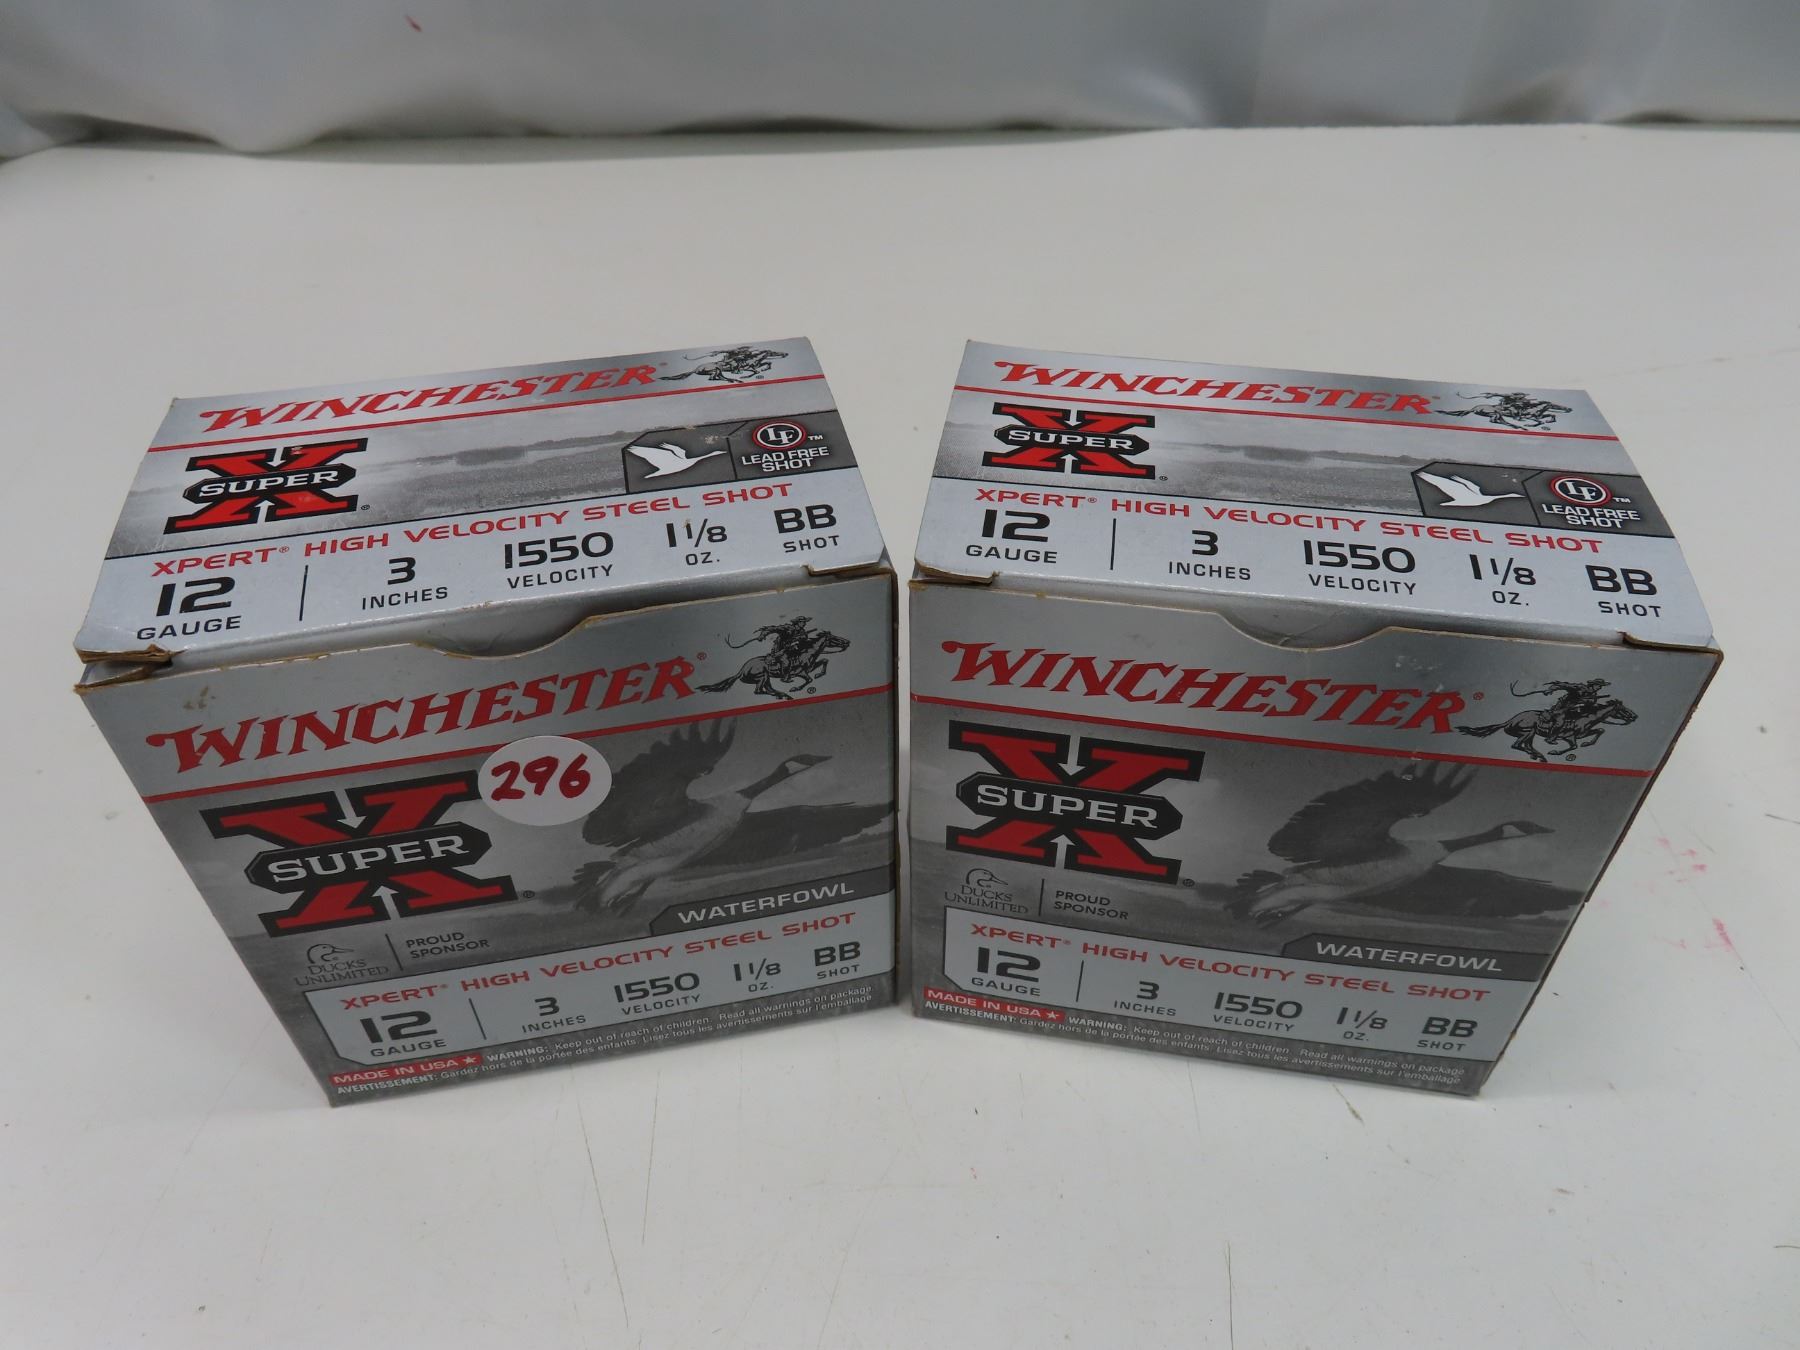 WINCHESTER®
SUPER X®
LF™
LEAD FREE
SHOT
XPERT® HIGH VELOCITY STEEL SHOT
12 3 1550 1 1/8 BB
GAUGE INCHES VELOCITY OZ. SHOT
WINCHESTER®
296
SUPER X®
WATERFOWL
DUCKS
UNLIMITED
PROUD
SPONSOR
XPERT® HIGH VELOCITY STEEL SHOT
12 3 1550 1 1/8 BB
GAUGE INCHES VELOCITY OZ. SHOT
MADE IN USA ★ WARNING: Keep out of reach of children. Read all warnings on package.
AVERTISSEMENT: Gardez hors de la portée des enfants. Lisez tous les avertissements sur l'emballage
WINCHESTER®
SUPER X®
LF™
LEAD FREE
SHOT
XPERT® HIGH VELOCITY STEEL SHOT
12 3 1550 1 1/8 BB
GAUGE INCHES VELOCITY OZ. SHOT
WINCHESTER®
SUPER X®
DUCKS
UNLIMITED
PROUD
SPONSOR
WATERFOWL
XPERT® HIGH VELOCITY STEEL SHOT
12 3 1550 1 1/8 BB
GAUGE INCHES VELOCITY OZ. SHOT
MADE IN USA ★ WARNING: Keep out of reach of children. Read all warnings on package.
AVERTISSEMENT: Gardez hors de la portée des enfants. Lisez tous les avertissements sur l'emballage